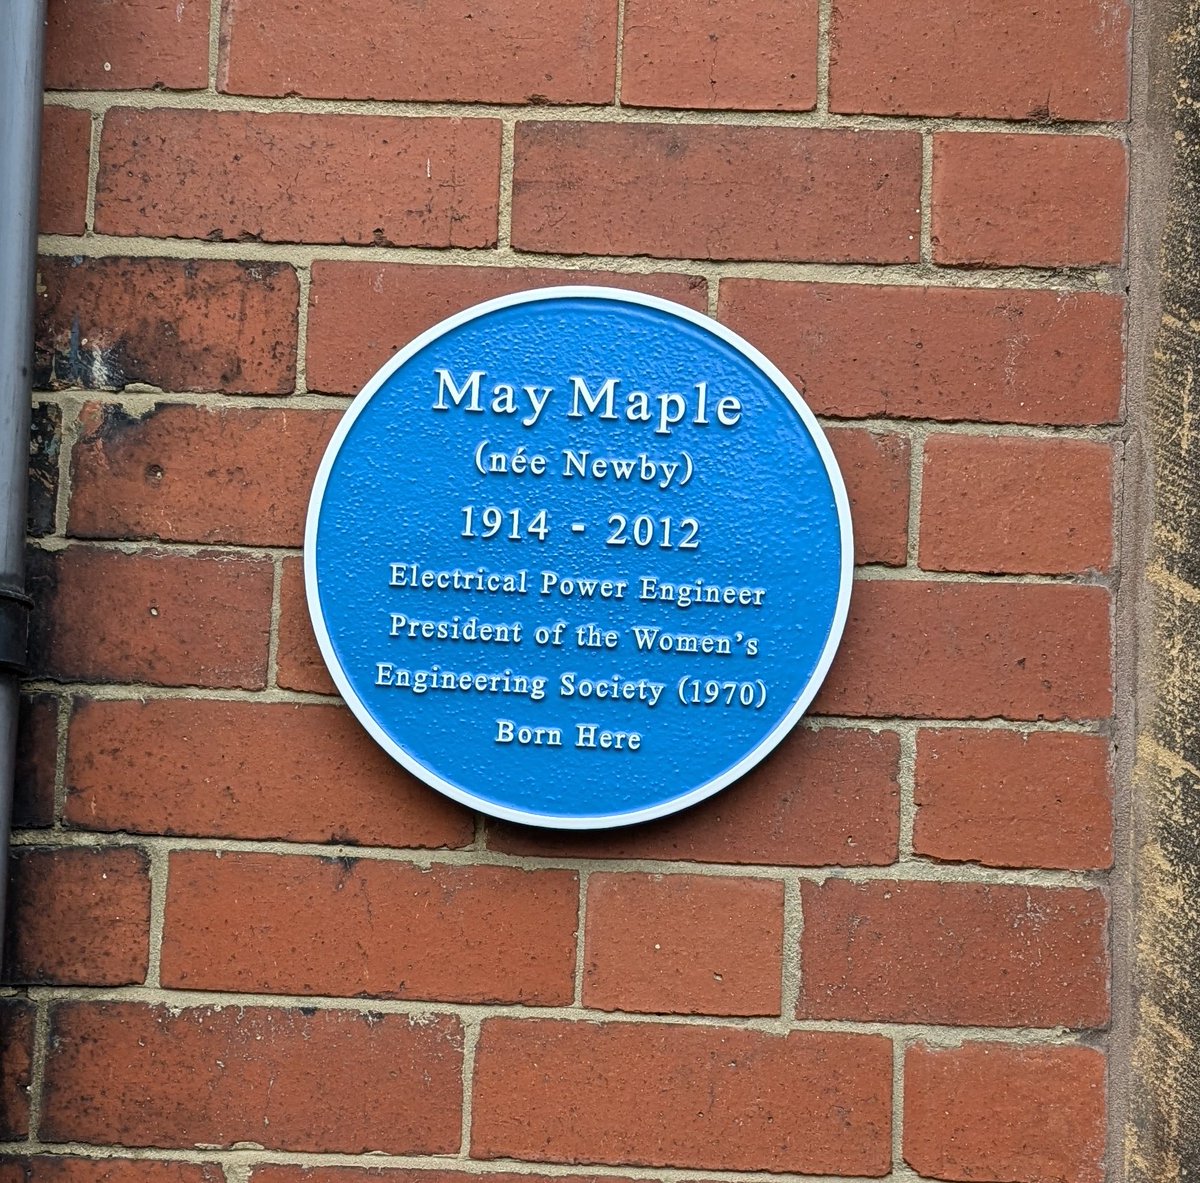 May Maple
(née Newby)
1914 - 2012
Electrical Power Engineer
President of the Women's
Engineering Society (1970)
Born Here